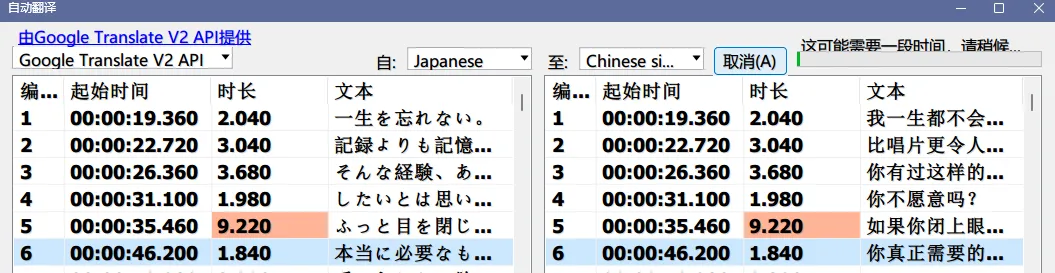 自动翻译
由Google Translate V2 API提供
Google Translate V2 API 自: Japanese 至: Chinese si... 取消(A) 这可能需要一段时间，请稍候...
编... 起始时间 时长 文本 编... 起始时间 时长 文本
1 00:00:19.360 2.040 一生を忘れない。 1 00:00:19.360 2.040 我一生都不会...
2 00:00:22.720 3.040 記録よりも記憶... 2 00:00:22.720 3.040 比唱片更令人...
3 00:00:26.360 3.680 そんな経験、あ... 3 00:00:26.360 3.680 你有过这样的...
4 00:00:31.100 1.980 したいとは思い... 4 00:00:31.100 1.980 你不愿意吗？
5 00:00:35.460 9.220 ふっと目を閉じ... 5 00:00:35.460 9.220 如果你闭上眼...
6 00:00:46.200 1.840 本当に必要なも... 6 00:00:46.200 1.840 你真正需要的...